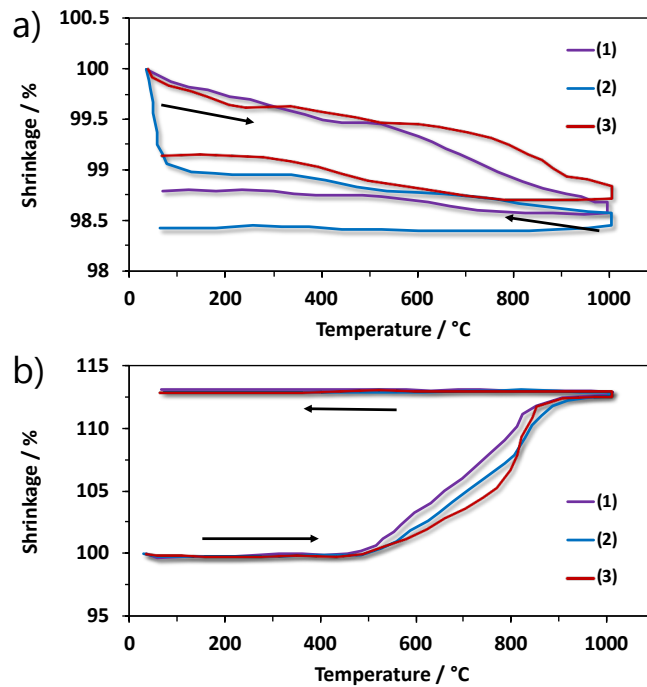 a)
100.5
100
99.5
99
98.5
98
Shrinkage / %
(1)
(2)
(3)
0 200 400 600 800 1000
Temperature / °C
b)
115
110
105
100
95
Shrinkage / %
(1)
(2)
(3)
0 200 400 600 800 1000
Temperature / °C